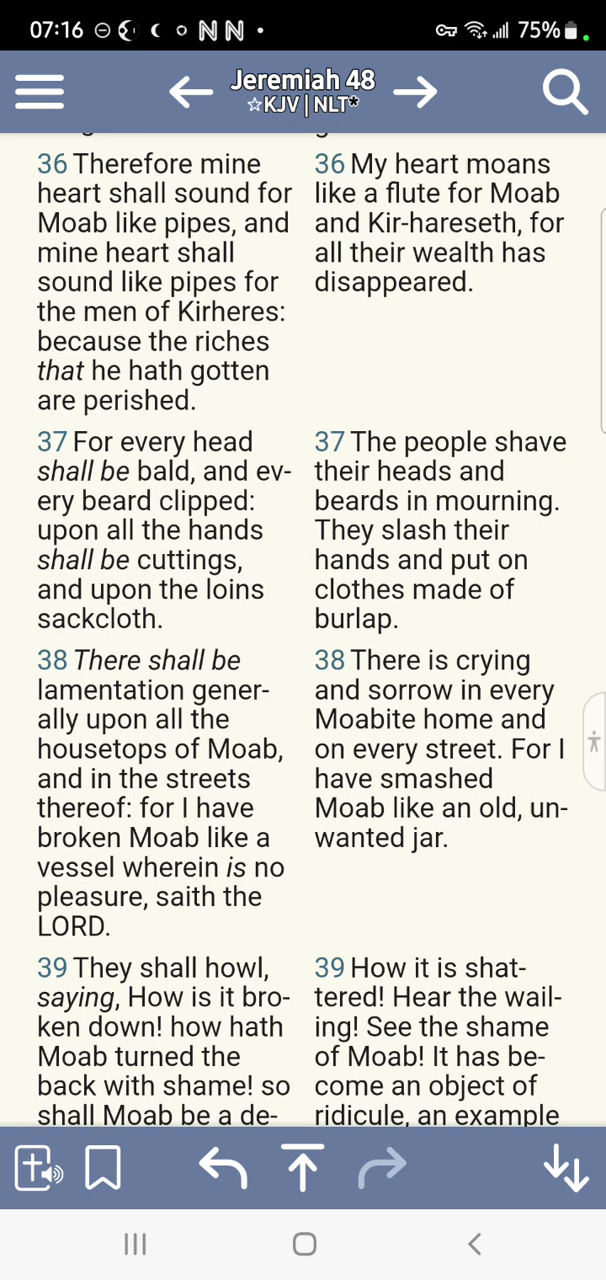 07:16
75%
Jeremiah 48
☆KJV | NLT*
36 Therefore mine
heart shall sound for
Moab like pipes, and
mine heart shall
sound like pipes for
the men of Kirheres:
because the riches
that he hath gotten
are perished.
36 My heart moans
like a flute for Moab
and Kir-hareseth, for
all their wealth has
disappeared.
37 For every head
shall be bald, and ev-
ery beard clipped:
upon all the hands
shall be cuttings,
and upon the loins
sackcloth.
37 The people shave
their heads and
beards in mourning.
They slash their
hands and put on
clothes made of
burlap.
38 There shall be
lamentation gener-
ally upon all the
housetops of Moab,
and in the streets
thereof: for I have
broken Moab like a
vessel wherein is no
pleasure, saith the
LORD.
38 There is crying
and sorrow in every
Moabite home and
on every street. For I
have smashed
Moab like an old, un-
wanted jar.
39 They shall howl,
saying, How is it bro-
ken down! how hath
Moab turned the
back with shame! so
shall Moab be a de-
39 How it is shat-
tered! Hear the wail-
ing! See the shame
of Moab! It has be-
come an object of
ridicule, an example